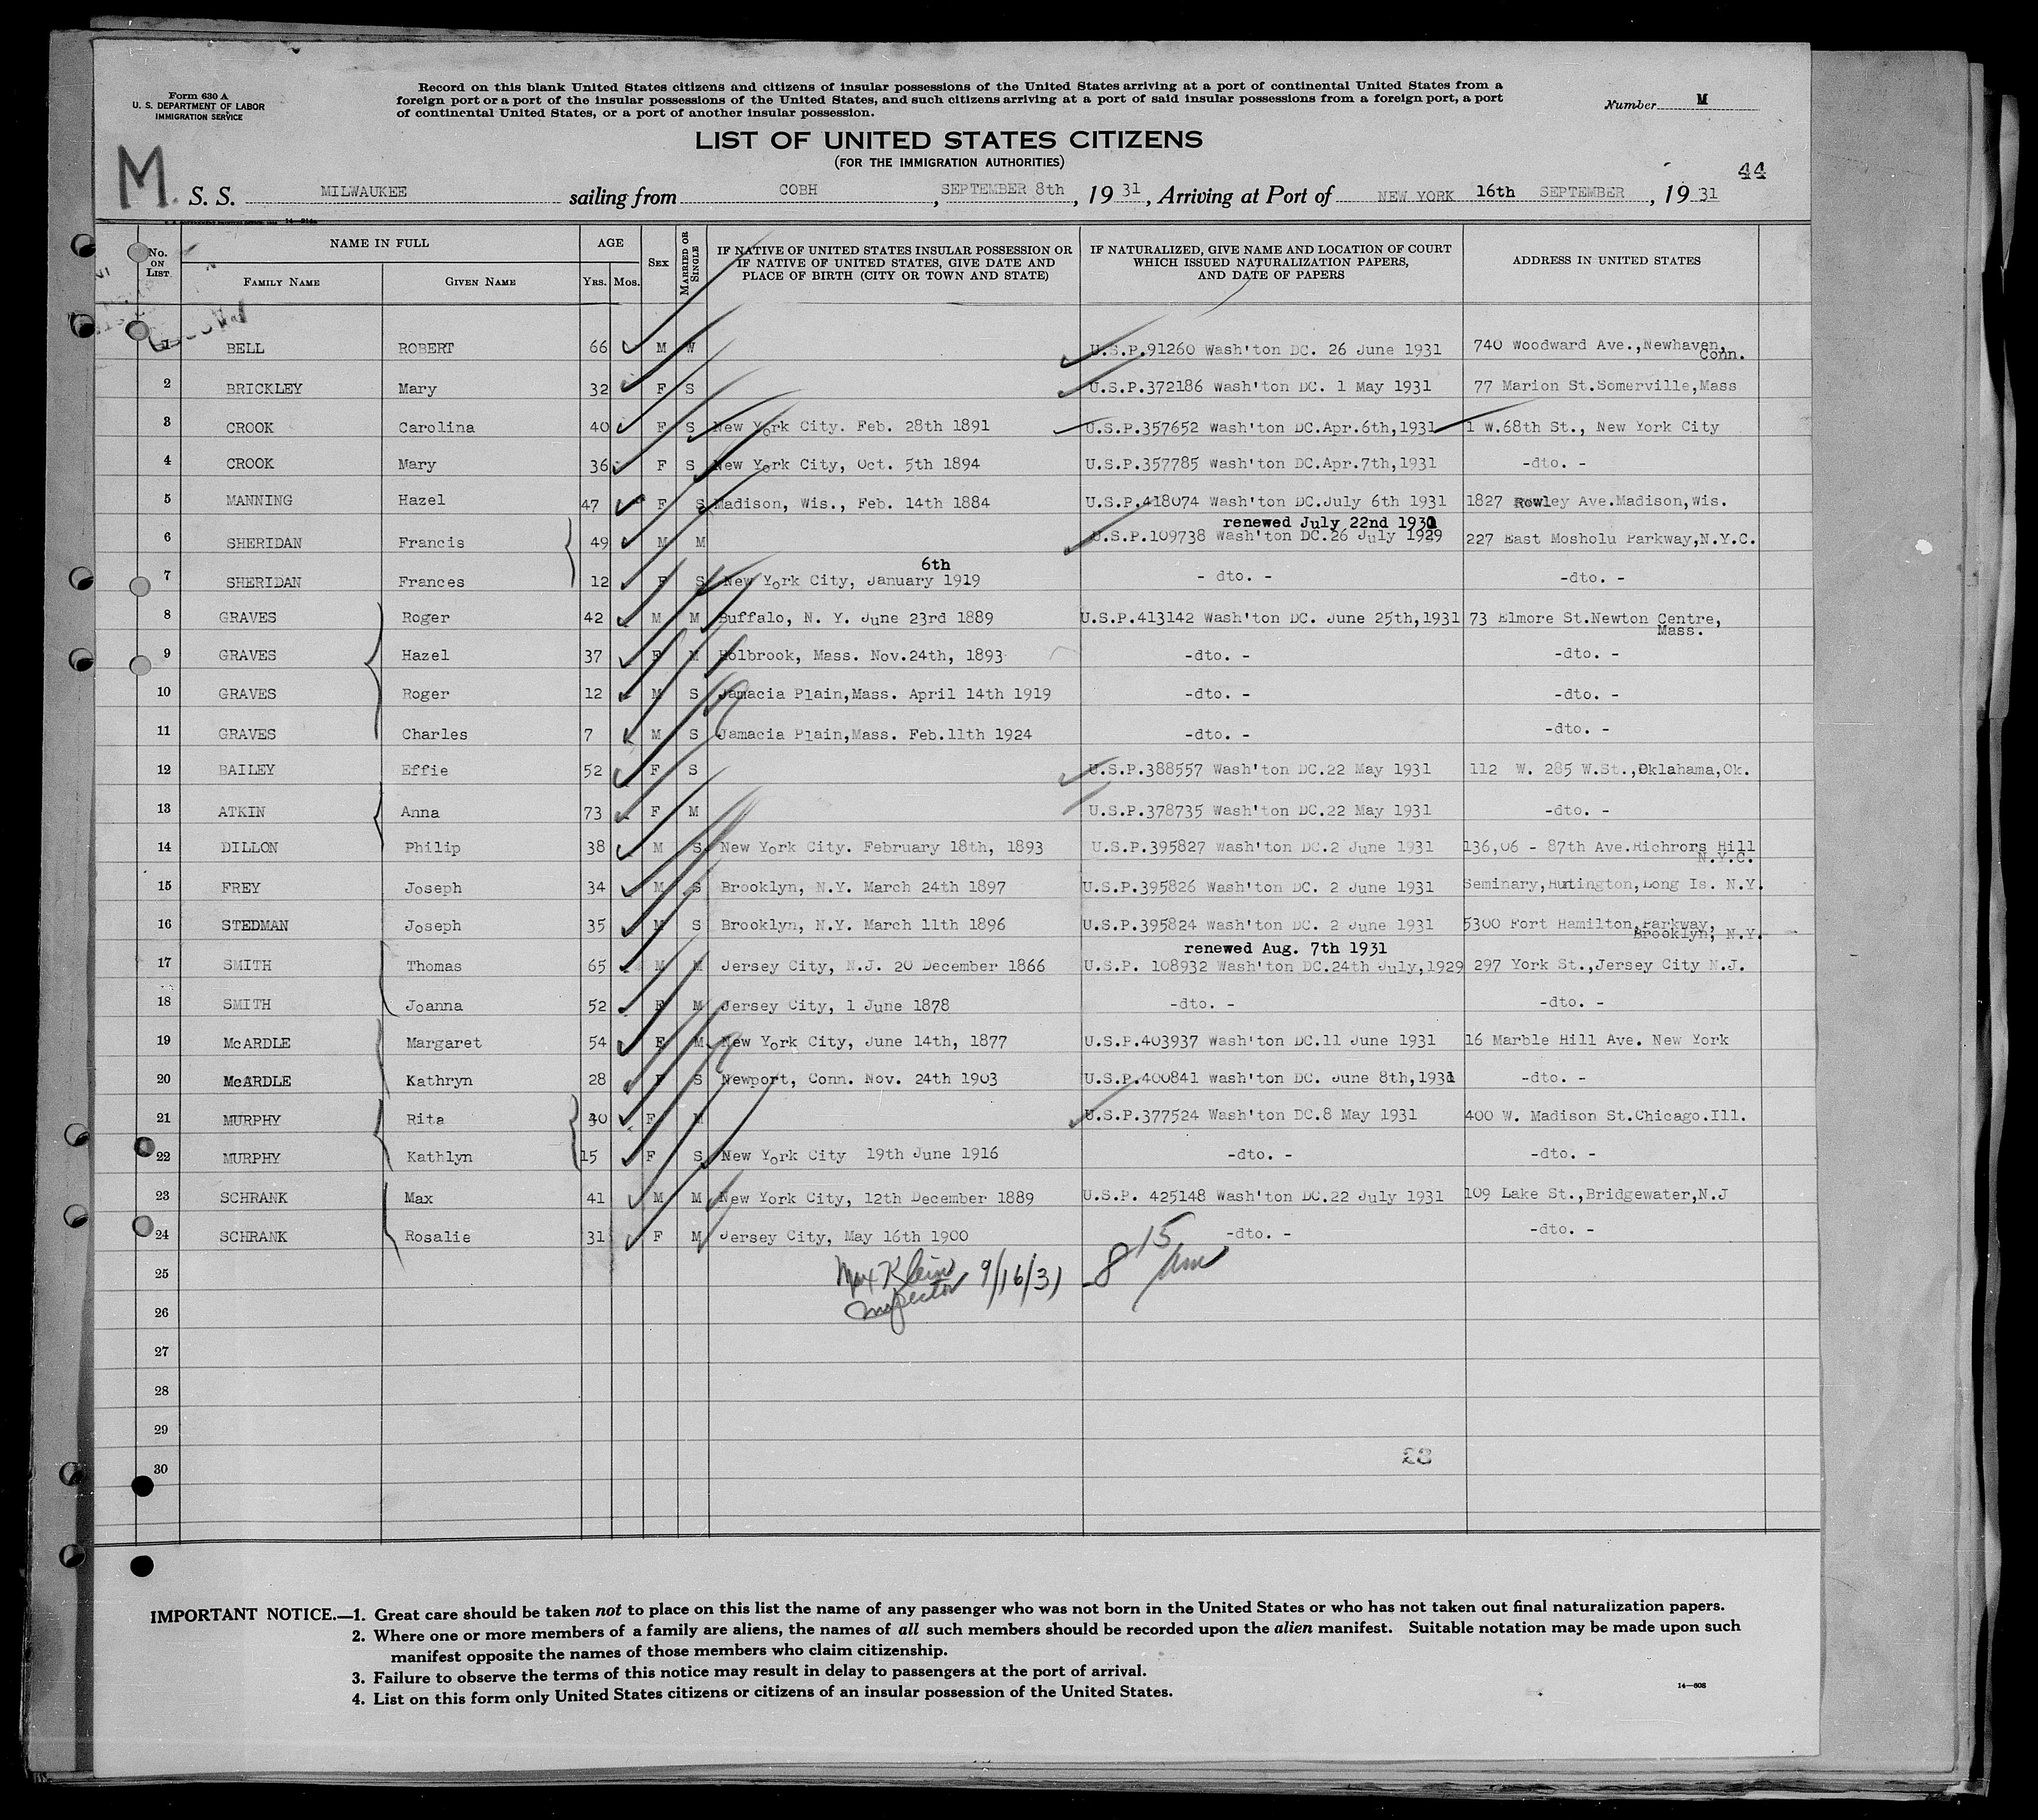 Form 630 A
U. S. DEPARTMENT OF LABOR
IMMIGRATION SERVICE
Record on this blank United States citizens and citizens of insular possessions of the United States arriving at a port of continental United States from a
foreign port or a port of the insular possessions of the United States, and such citizens arriving at a port of said insular possessions from a foreign port, a port
of continental United States, or a port of another insular possession.
Number M
LIST OF UNITED STATES CITIZENS
(FOR THE IMMIGRATION AUTHORITIES)
44
M. S. S. MILWAUKEE sailing from COBH, SEPTEMBER 8th, 19 31, Arriving at Port of NEW YORK 16th SEPTEMBER, 19 31
No. ON LIST NAME IN FULL FAMILY NAME GIVEN NAME AGE YRS. MOS. SEX MARRIED OR SINGLE IF NATIVE OF UNITED STATES INSULAR POSSESSION OR IF NATIVE OF UNITED STATES, GIVE DATE AND PLACE OF BIRTH (CITY OR TOWN AND STATE) IF NATURALIZED, GIVE NAME AND LOCATION OF COURT WHICH ISSUED NATURALIZATION PAPERS, AND DATE OF PAPERS ADDRESS IN UNITED STATES
1 BELL ROBERT 66 M W U.S.P.91260 Wash'ton DC. 26 June 1931 740 Woodward Ave.,Newhaven,
Conn.
2 BRICKLEY Mary 32 F S U.S.P.372186 Wash'ton DC. 1 May 1931 77 Marion St.Somerville,Mass
3 CROOK Carolina 40 F S New York City. Feb. 28th 1891 U.S.P.357652 Wash'ton DC.Apr.6th,1931 1 W.68th St., New York City
4 CROOK Mary 36 F S New York City, Oct. 5th 1894 U.S.P.357785 Wash'ton DC.Apr.7th,1931 -dto. -
5 MANNING Hazel 47 F S Madison, Wis., Feb. 14th 1884 U.S.P.418074 Wash'ton DC.July 6th 1931 1827 Rowley Ave.Madison,Wis.
renewed July 22nd 1931
6 SHERIDAN Francis 49 M M U.S.P.109738 Wash'ton DC.26 July 1929 227 East Mosholu Parkway,N.Y.C.
6th
7 SHERIDAN Frances 12 F S New York City, January 1919 - dto. - -dto. -
8 GRAVES Roger 42 M M Buffalo, N. Y. June 23rd 1889 U.S.P.413142 Wash'ton DC. June 25th,1931 73 Elmore St.Newton Centre,
Mass.
9 GRAVES Hazel 37 F M Holbrook, Mass. Nov.24th, 1893 -dto. - -dto. -
10 GRAVES Roger 12 M S Jamacia Plain,Mass. April 14th 1919 -dto. - -dto. -
11 GRAVES Charles 7 M S Jamacia Plain,Mass. Feb.11th 1924 -dto. - -dto. -
12 BAILEY Effie 52 F S U.S.P.388557 Wash'ton DC.22 May 1931 112 W. 285 W.St.,Oklahama,Ok.
13 ATKIN Anna 73 F M U.S.P.378735 Wash'ton DC.22 May 1931 -dto. -
14 DILLON Philip 38 M S New York City. February 18th, 1893 U.S.P.395827 Wash'ton DC.2 June 1931 136,06 - 87th Ave.Richrors Hill
N.Y.C.
15 FREY Joseph 34 M S Brooklyn, N.Y. March 24th 1897 U.S.P.395826 Wash'ton DC. 2 June 1931 Seminary,Huntington,Long Is. N.Y.
16 STEDMAN Joseph 35 M S Brooklyn, N.Y. March 11th 1896 U.S.P.395824 Wash'ton DC. 2 June 1931 5300 Fort Hamilton,Parkway,
Brooklyn, N.Y.
renewed Aug. 7th 1931
17 SMITH Thomas 65 M M Jersey City, N.J. 20 December 1866 U.S.P. 108932 Wash'ton DC.24th July,1929 297 York St.,Jersey City N.J.
18 SMITH Joanna 52 F M Jersey City, 1 June 1878 -dto. - -dto. -
19 McARDLE Margaret 54 F M New York City, June 14th, 1877 U.S.P.403937 Wash'ton DC.11 June 1931 16 Marble Hill Ave. New York
20 McARDLE Kathryn 28 F S Newport, Conn. Nov. 24th 1903 U.S.P.400841 Wash'ton DC. June 8th,1931 -dto. -
21 MURPHY Rita 40 F M U.S.P.377524 Wash'ton DC.8 May 1931 400 W. Madison St.Chicago.Ill.
22 MURPHY Kathlyn 15 F S New York City 19th June 1916 -dto. - -dto. -
23 SCHRANK Max 41 M M New York City, 12th December 1889 U.S.P. 425148 Wash'ton DC.22 July 1931 109 Lake St.,Bridgewater,N.J
24 SCHRANK Rosalie 31 F M Jersey City, May 16th 1900 -dto. - -dto. -
25 Max Klein 9/16/31 - 8 15 am
Inspector
26
27
28
29
30
IMPORTANT NOTICE.—1. Great care should be taken not to place on this list the name of any passenger who was not born in the United States or who has not taken out final naturalization papers.
2. Where one or more members of a family are aliens, the names of all such members should be recorded upon the alien manifest. Suitable notation may be made upon such
manifest opposite the names of those members who claim citizenship.
3. Failure to observe the terms of this notice may result in delay to passengers at the port of arrival.
4. List on this form only United States citizens or citizens of an insular possession of the United States.
14—608